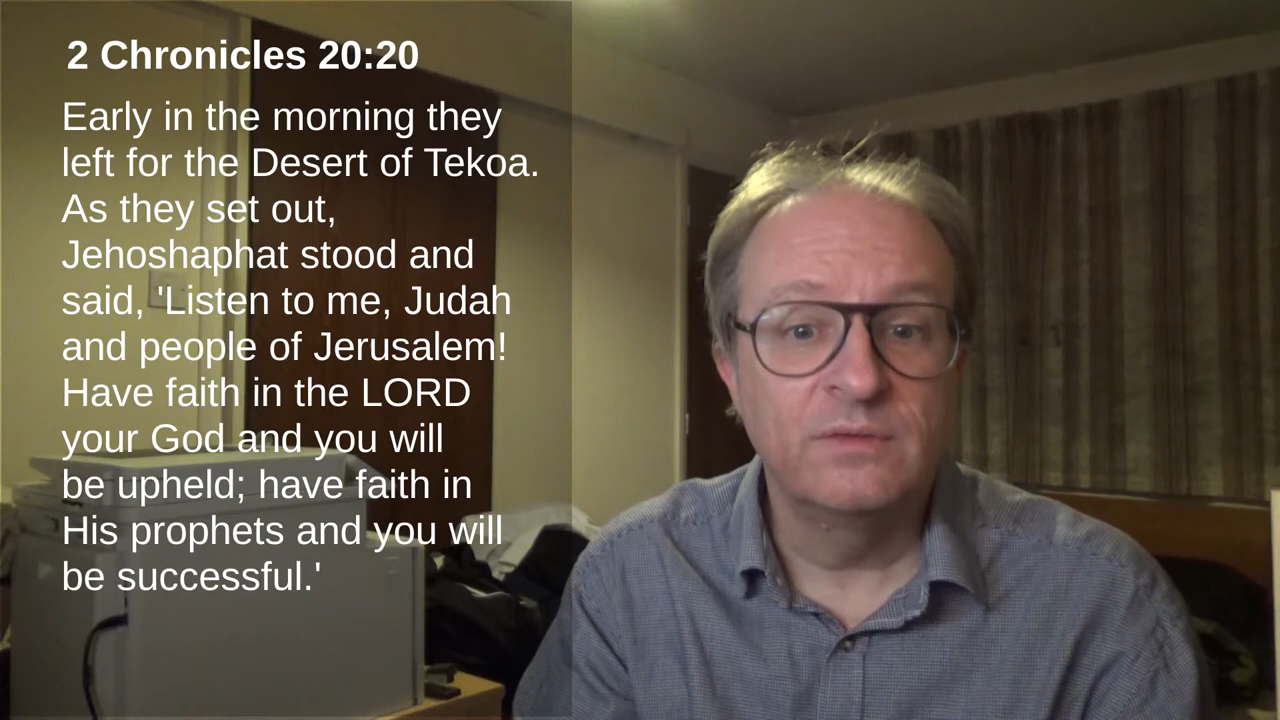 2 Chronicles 20:20
Early in the morning they
left for the Desert of Tekoa.
As they set out,
Jehoshaphat stood and
said, 'Listen to me, Judah
and people of Jerusalem!
Have faith in the LORD
your God and you will
be upheld; have faith in
His prophets and you will
be successful.'